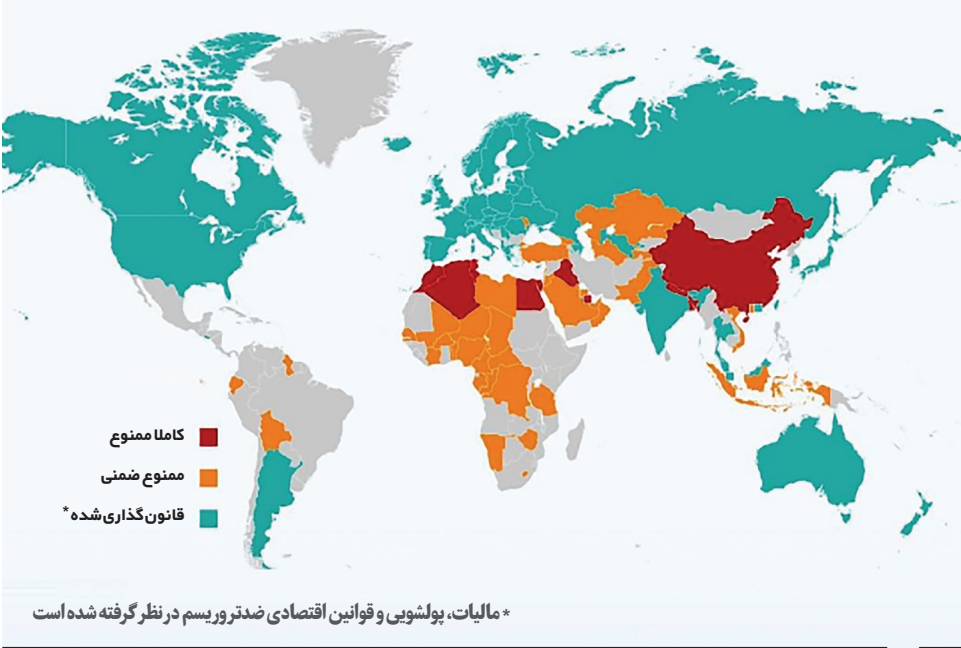 کاملا ممنوع
ممنوع ضمنی
قانون‌گذاری‌شده*
* مالیات، پولشویی و قوانین اقتصادی ضدتروریسم در نظر گرفته شده است